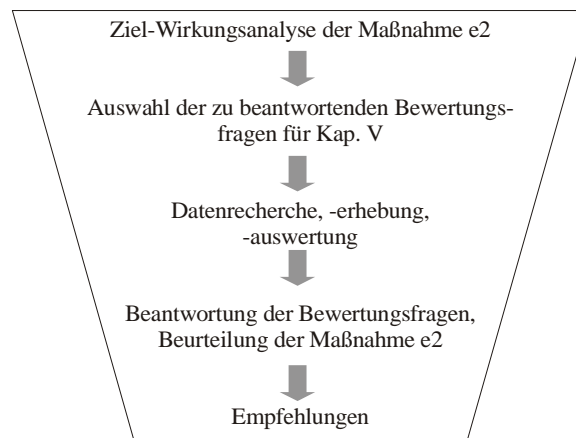 Ziel-Wirkungsanalyse der Maßnahme e2
Auswahl der zu beantwortenden Bewertungs-
fragen für Kap. V
Datenrecherche, -erhebung,
-auswertung
Beantwortung der Bewertungsfragen,
Beurteilung der Maßnahme e2
Empfehlungen